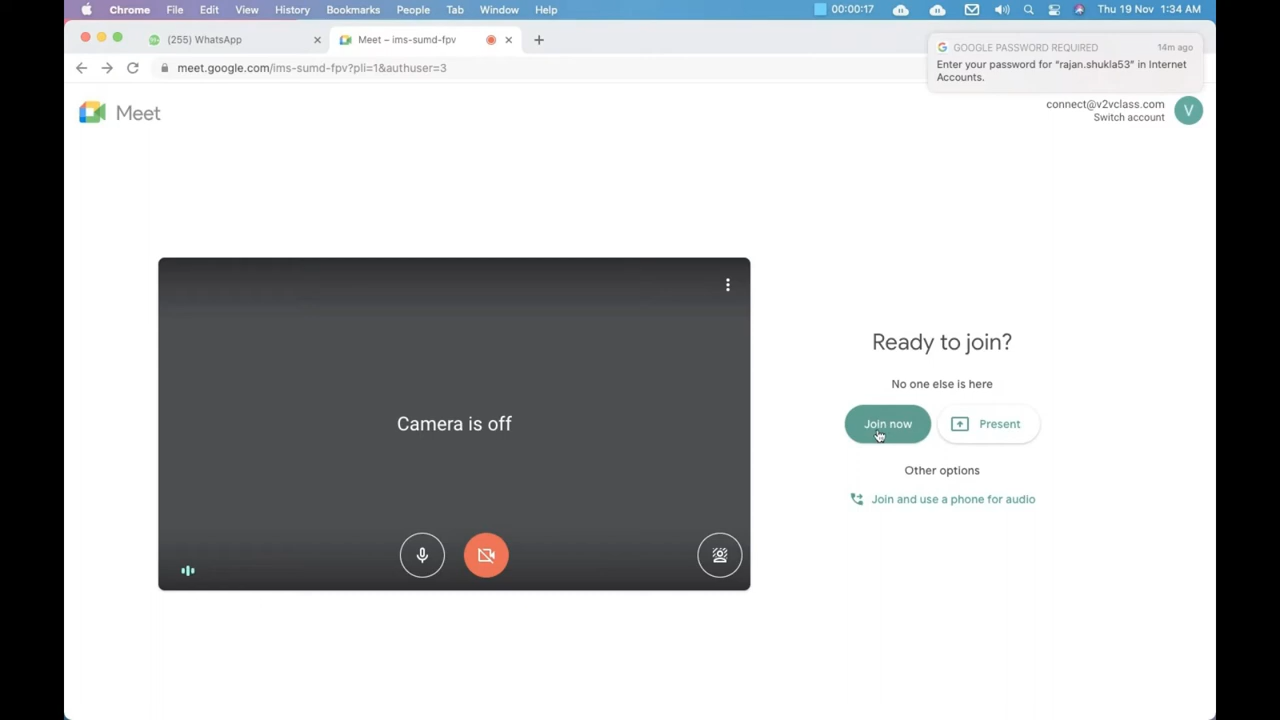 Chrome File Edit View History Bookmarks People Tab Window Help 00:00:17 Thu 19 Nov 1:34 AM
(255) WhatsApp
Meet – ims-sumd-fpv
meet.google.com/ims-sumd-fpv?pli=1&authuser=3
GOOGLE PASSWORD REQUIRED 14m ago
Enter your password for “rajan.shukla53” in Internet
Accounts.
Meet
connect@v2vclass.com
Switch account
V
Ready to join?
No one else is here
Camera is off
Join now
Present
Other options
Join and use a phone for audio